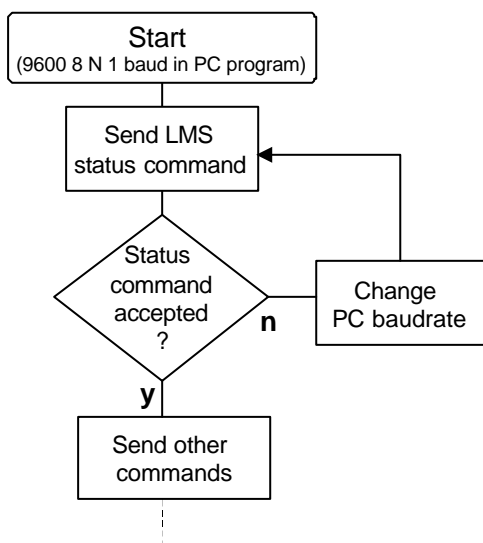 Start
(9600 8 N 1 baud in PC program)
Send LMS
status command
Status
command
accepted
?
n
Change
PC baudrate
y
Send other
commands